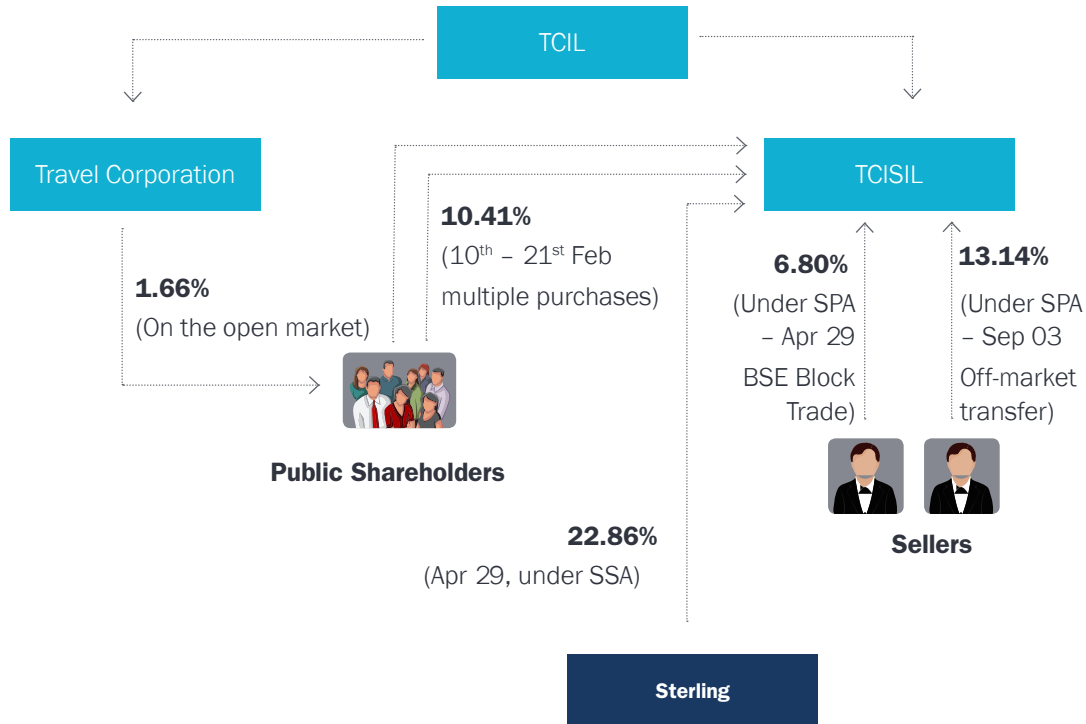 TCIL
Travel Corporation
TCISIL
1.66%
(On the open market)
10.41%
(10th – 21st Feb
multiple purchases)
6.80%
(Under SPA
– Apr 29
BSE Block
Trade)
13.14%
(Under SPA
– Sep 03
Off-market
transfer)
Public Shareholders
Sellers
22.86%
(Apr 29, under SSA)
Sterling